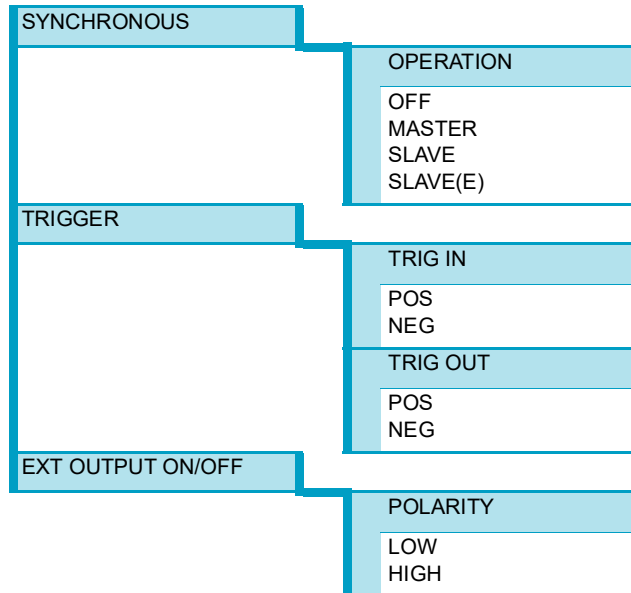 SYNCHRONOUS
OPERATION
OFF
MASTER
SLAVE
SLAVE(E)
TRIGGER
TRIG IN
POS
NEG
TRIG OUT
POS
NEG
EXT OUTPUT ON/OFF
POLARITY
LOW
HIGH